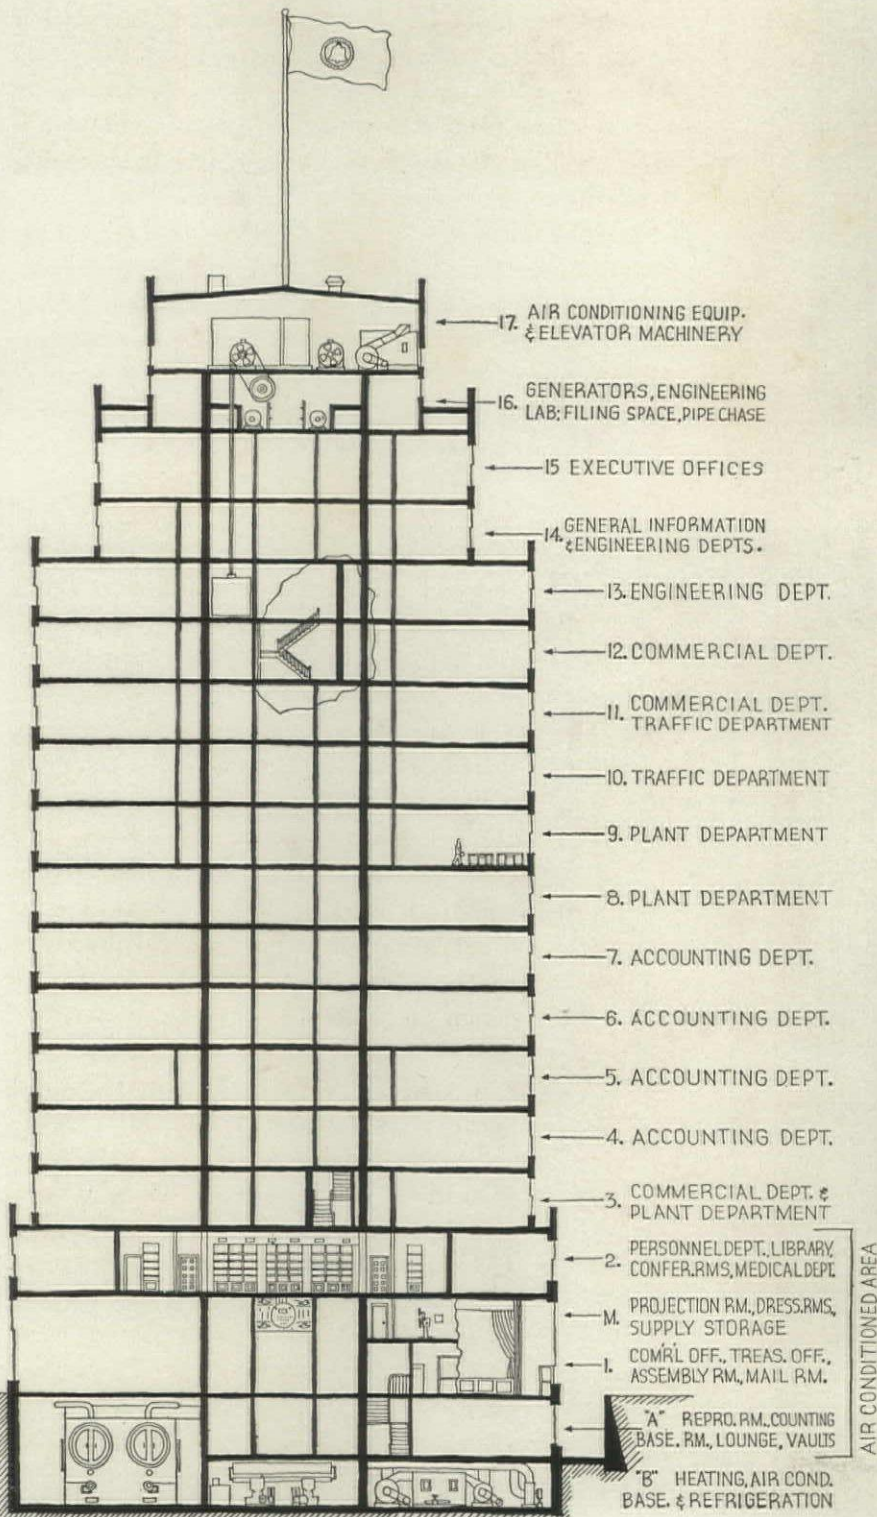 17. AIR CONDITIONING EQUIP.
& ELEVATOR MACHINERY
16. GENERATORS, ENGINEERING
LAB; FILING SPACE, PIPE CHASE
15 EXECUTIVE OFFICES
14. GENERAL INFORMATION
& ENGINEERING DEPTS.
13. ENGINEERING DEPT.
12. COMMERCIAL DEPT.
11. COMMERCIAL DEPT.
TRAFFIC DEPARTMENT
10. TRAFFIC DEPARTMENT
9. PLANT DEPARTMENT
8. PLANT DEPARTMENT
7. ACCOUNTING DEPT.
6. ACCOUNTING DEPT.
5. ACCOUNTING DEPT.
4. ACCOUNTING DEPT.
3. COMMERCIAL DEPT. &
PLANT DEPARTMENT
2. PERSONNEL DEPT., LIBRARY,
CONFER. RMS, MEDICAL DEPT.
M. PROJECTION RM., DRESS. RMS,
SUPPLY STORAGE
1. COM'R'L OFF., TREAS. OFF.,
ASSEMBLY RM., MAIL RM.
"A" REPRO. RM., COUNTING
BASE. RM., LOUNGE, VAULTS
"B" HEATING, AIR COND.
BASE. & REFRIGERATION
AIR CONDITIONED AREA